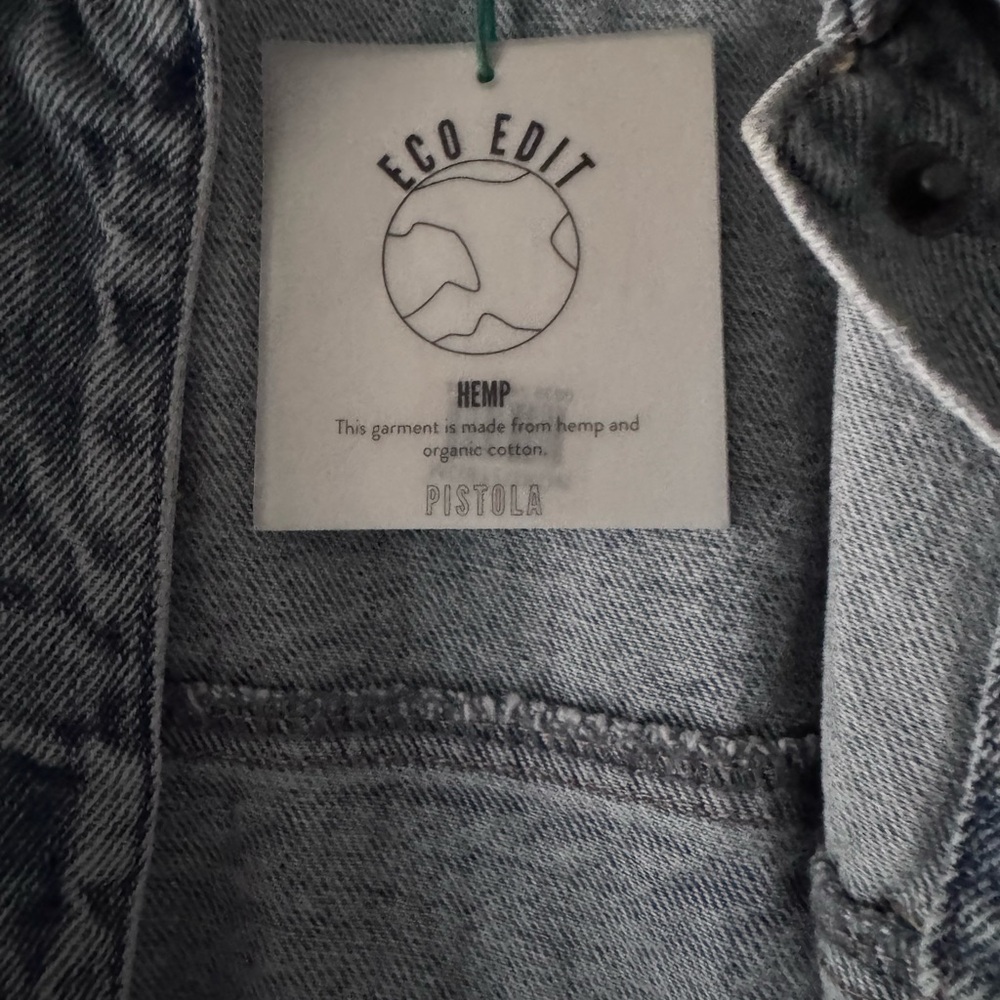 ECO EDIT
HEMP
This garment is made from hemp and
organic cotton.
PISTOLA